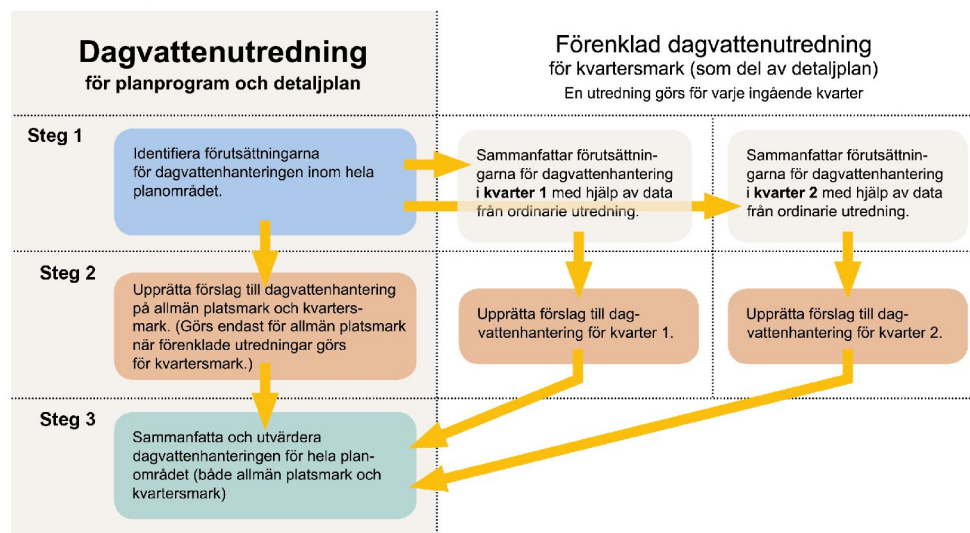 Dagvattenutredning
för planprogram och detaljplan
Förenklad dagvattenutredning
för kvartersmark (som del av detaljplan)
En utredning görs för varje ingående kvarter
Steg 1
Identifiera förutsättningarna
för dagvattenhanteringen inom hela
planområdet.
Sammanfattar förutsättnin-
garna för dagvattenhantering
i kvarter 1 med hjälp av data
från ordinarie utredning.
Sammanfattar förutsättnin-
garna för dagvattenhantering
i kvarter 2 med hjälp av data
från ordinarie utredning.
Steg 2
Upprätta förslag till dagvattenhantering
på allmän platsmark och kvarters-
mark. (Görs endast för allmän platsmark
när förenklade utredningar görs
för kvartersmark.)
Upprätta förslag till dag-
vattenhantering för kvarter 1.
Upprätta förslag till dag-
vattenhantering för kvarter 2.
Steg 3
Sammanfatta och utvärdera
dagvattenhanteringen för hela plan-
området (både allmän platsmark och
kvartersmark)